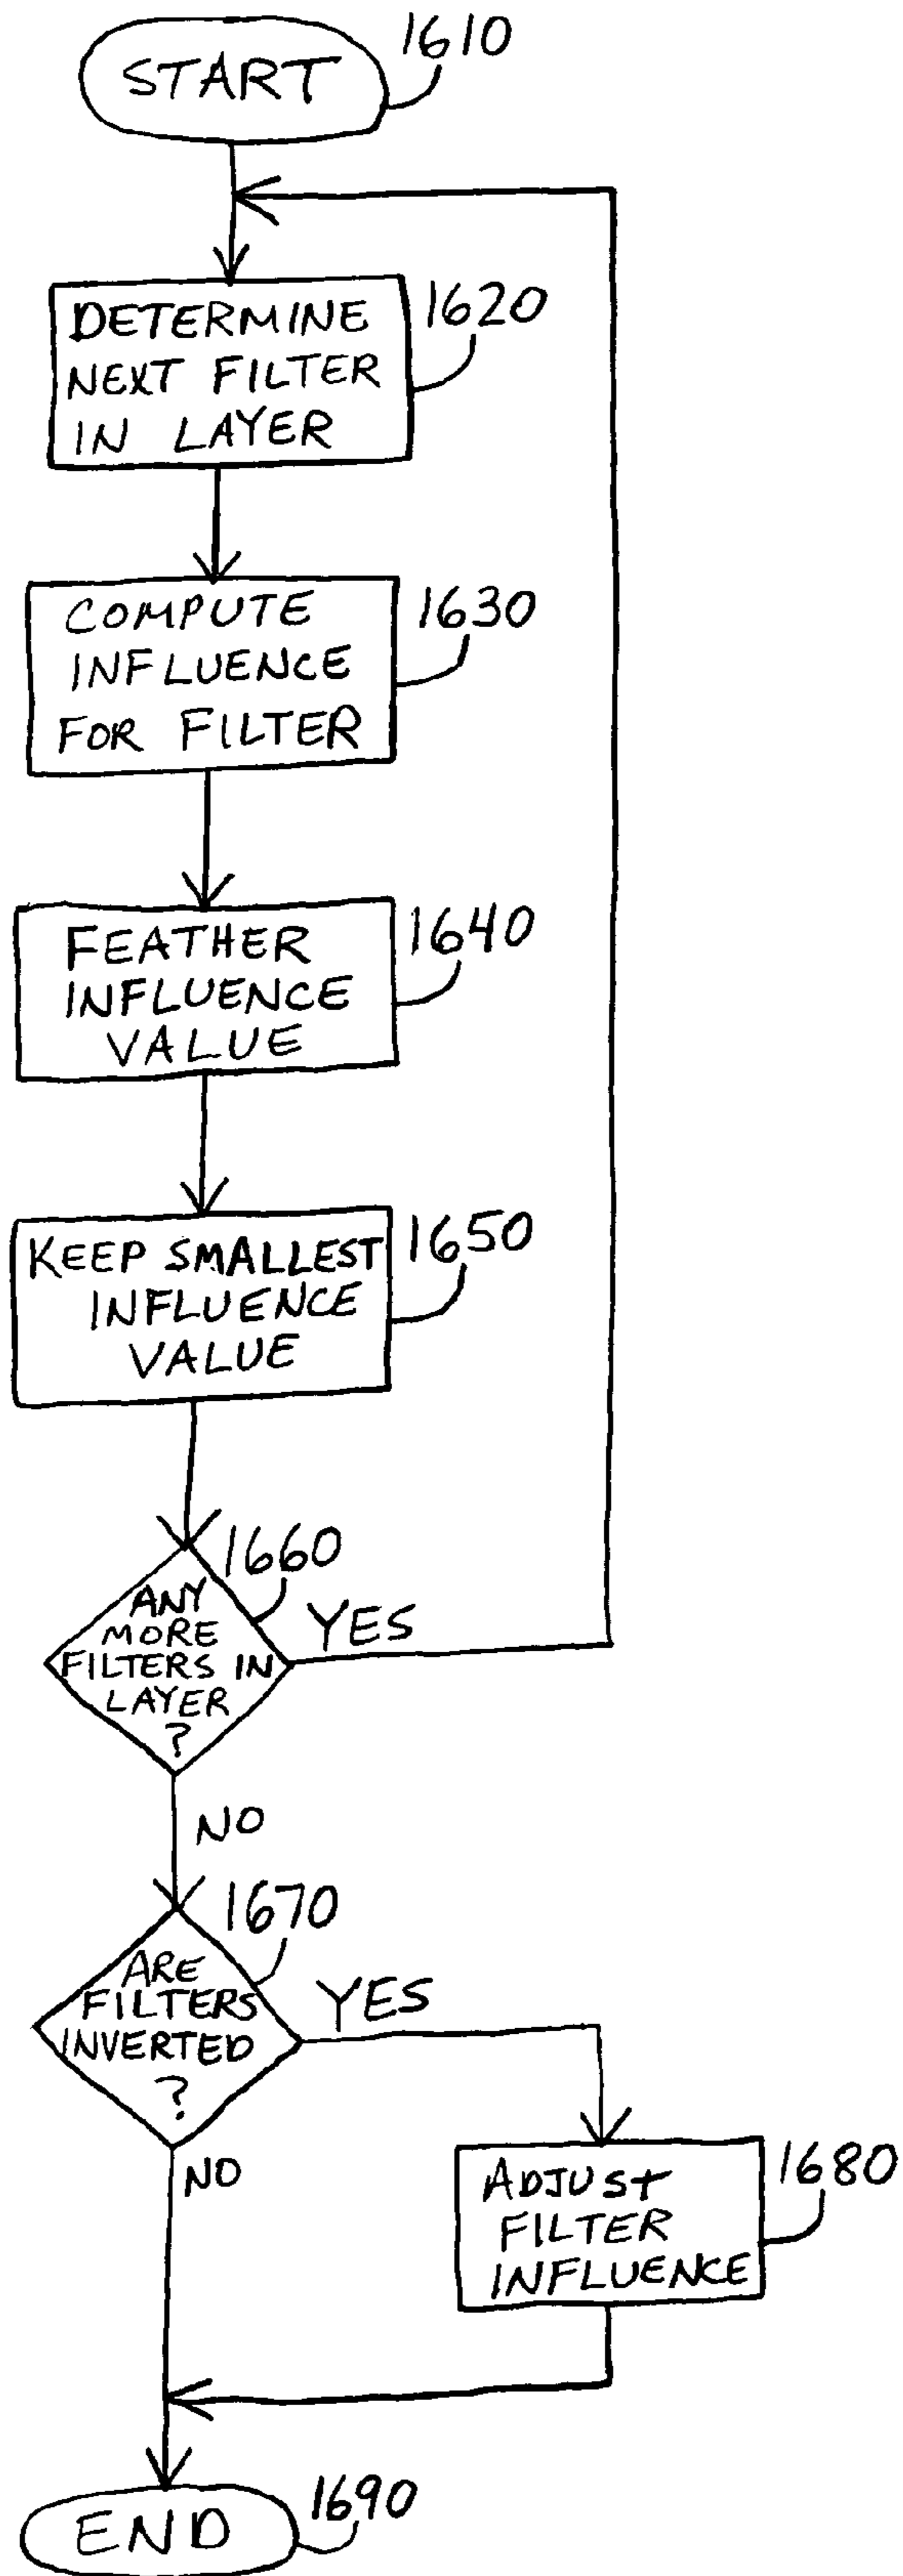 1610
START
1620
DETERMINE
NEXT FILTER
IN LAYER
1630
COMPUTE
INFLUENCE
FOR FILTER
1640
FEATHER
INFLUENCE
VALUE
1650
KEEP SMALLEST
INFLUENCE
VALUE
1660
ANY
MORE
FILTERS IN
LAYER
?
YES
NO
1670
ARE
FILTERS
INVERTED
?
YES
NO
1680
ADJUST
FILTER
INFLUENCE
1690
END